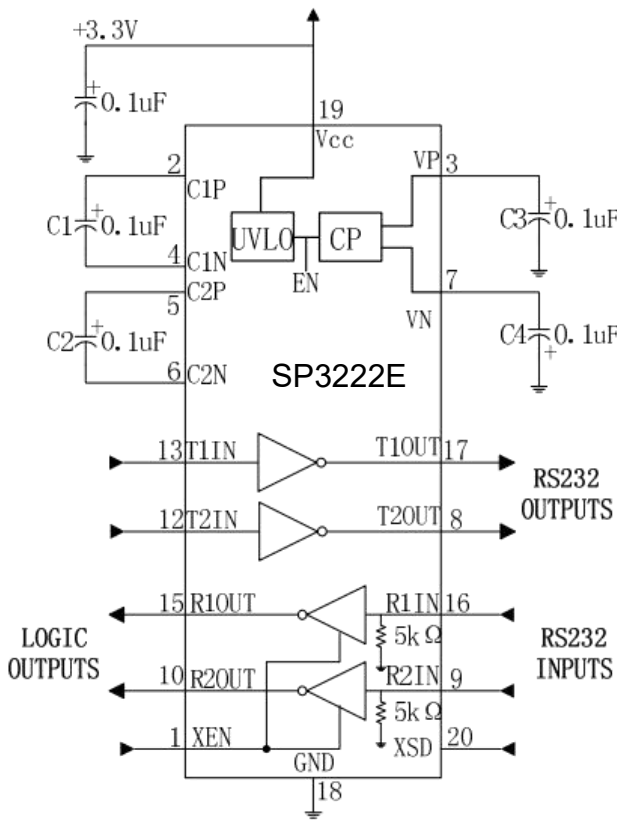 +3.3V
+
0.1uF
19
Vcc
2
C1P
VP
3
C1
+
0.1uF
UVLO
CP
C3
+
0.1uF
4
C1N
EN
5
C2P
7
VN
C2
+
0.1uF
C4
0.1uF
+
6
C2N
SP3222E
13
T1IN
T1OUT
17
RS232
OUTPUTS
12
T2IN
T2OUT
8
15
R1OUT
R1IN
16
5kΩ
LOGIC
OUTPUTS
RS232
INPUTS
10
R2OUT
R2IN
9
5kΩ
1
XEN
XSD
20
GND
18